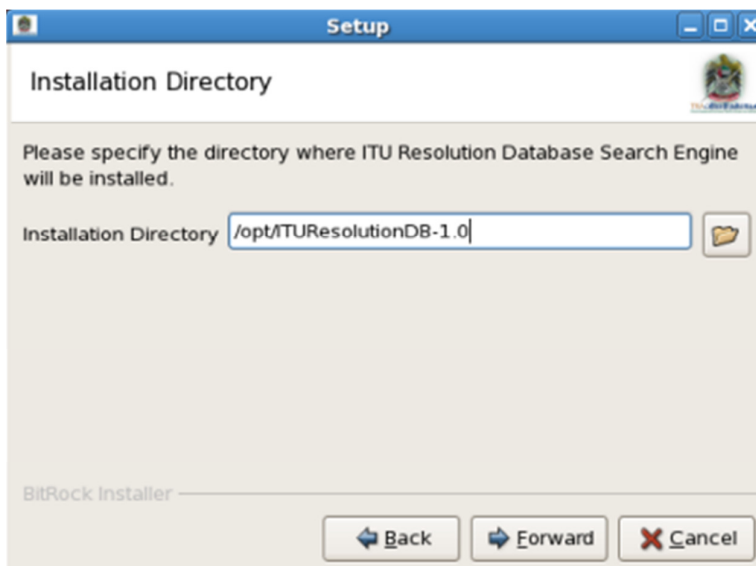 Setup
Installation Directory
Please specify the directory where ITU Resolution Database Search Engine
will be installed.
Installation Directory /opt/ITUResolutionDB-1.0
BitRock Installer
Back Forward Cancel